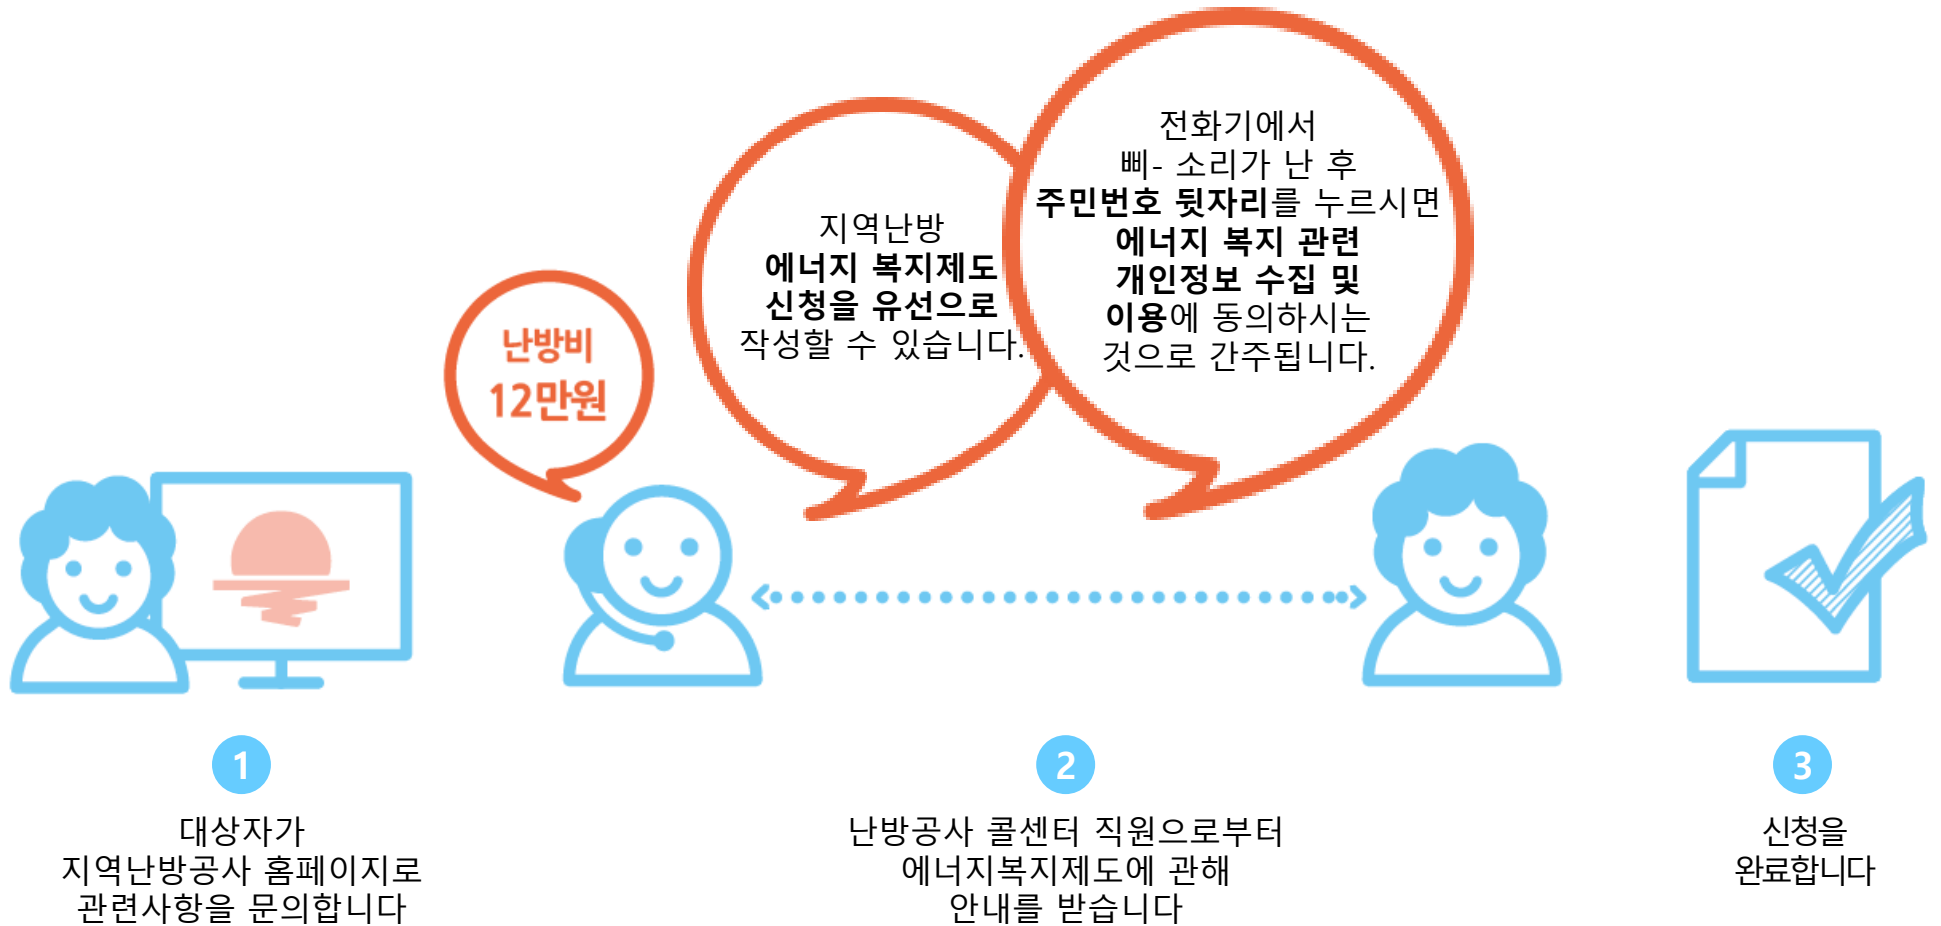 난방비
12만원
지역난방
에너지 복지제도
신청을 유선으로
작성할 수 있습니다.
전화기에서
삐- 소리가 난 후
주민번호 뒷자리를 누르시면
에너지 복지 관련
개인정보 수집 및
이용에 동의하시는
것으로 간주됩니다.
1
대상자가
지역난방공사 홈페이지로
관련사항을 문의합니다
2
난방공사 콜센터 직원으로부터
에너지복지제도에 관해
안내를 받습니다
3
신청을
완료합니다